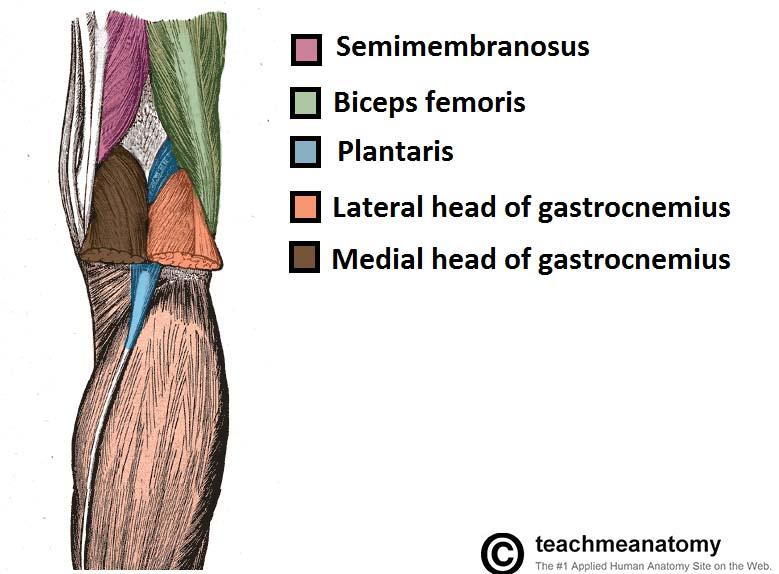 Semimembranosus
Biceps femoris
Plantaris
Lateral head of gastrocnemius
Medial head of gastrocnemius
© teachmeanatomy
The #1 Applied Human Anatomy Site on the Web.